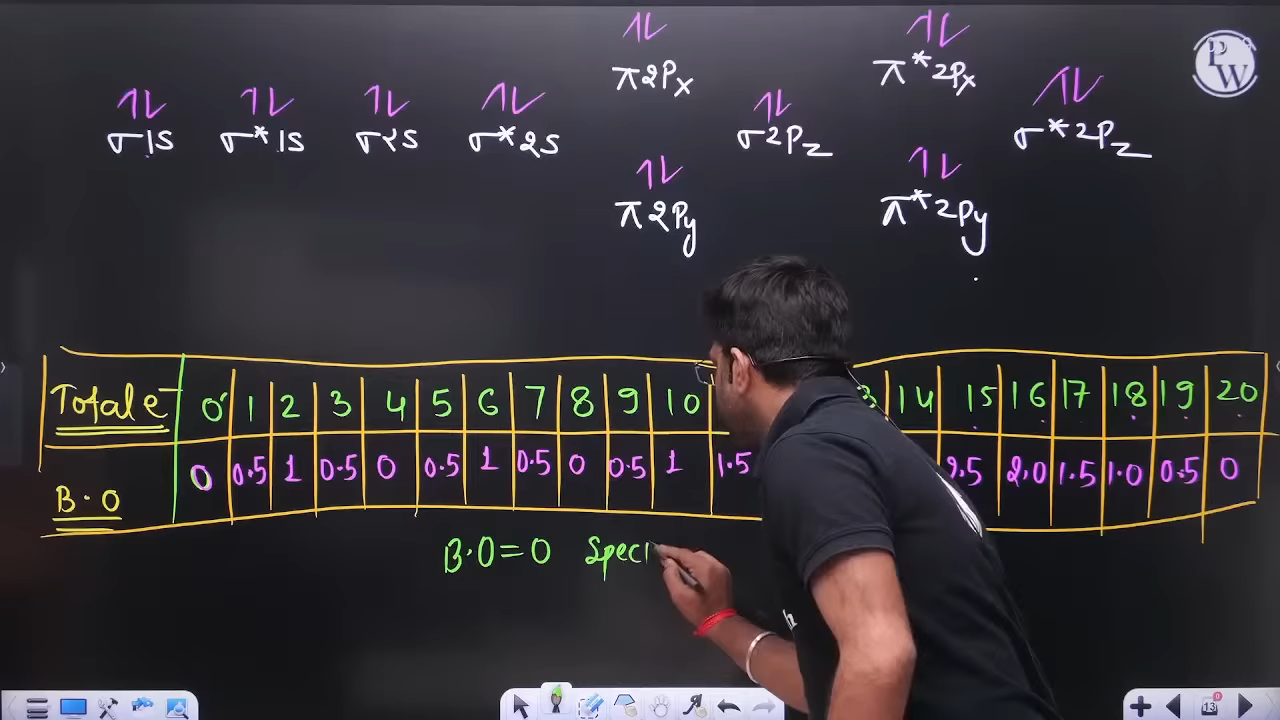 π2Px
π*2Px
PW
σ1s
σ*1s
σ2s
σ*2s
σ2Pz
σ*2Pz
π2Py
π*2Py
Total e⁻ 0 1 2 3 4 5 6 7 8 9 10 3 14 15 16 17 18 19 20
B.O 0 0.5 1 0.5 0 0.5 1 0.5 0 0.5 1 1.5 2.5 2.0 1.5 1.0 0.5 0
B.O=0 Speci
13